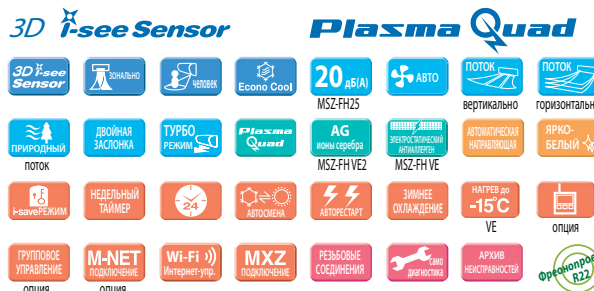 3D i-see Sensor
Plasma Quad
3D i-see Sensor
ЗОНАЛЬНО
ЧЕЛОВЕК
Econo Cool
20 дБ(А)
АВТО
ПОТОК
ПОТОК
MSZ-FH25
вертикально
горизонтальн
ПРИРОДНЫЙ
ДВОЙНАЯ ЗАСЛОНКА
ТУРБО РЕЖИМ
Plasma Quad
AG ионы серебра
ЭЛЕКТРОСТАТИЧЕСКИЙ АНТИАЛЛЕРГЕН
АВТОМАТИЧЕСКАЯ НАПРАВЛЯЮЩАЯ
ЯРКО-БЕЛЫЙ
поток
MSZ-FH VE2
MSZ-FH VE
i-saveРЕЖИМ
НЕДЕЛЬНЫЙ ТАЙМЕР
24
АВТОСМЕНА
АВТОРЕСТАРТ
ЗИМНЕЕ ОХЛАЖДЕНИЕ
НАГРЕВ до -15°C
VE
опция
ГРУППОВОЕ УПРАВЛЕНИЕ
M-NET ПОДКЛЮЧЕНИЕ
Wi-Fi Интернет-упр.
MXZ ПОДКЛЮЧЕНИЕ
РЕЗЬБОВЫЕ СОЕДИНЕНИЯ
Само диагностика
АРХИВ НЕИСПРАВНОСТЕЙ
Фреонопров R22
опция
опция